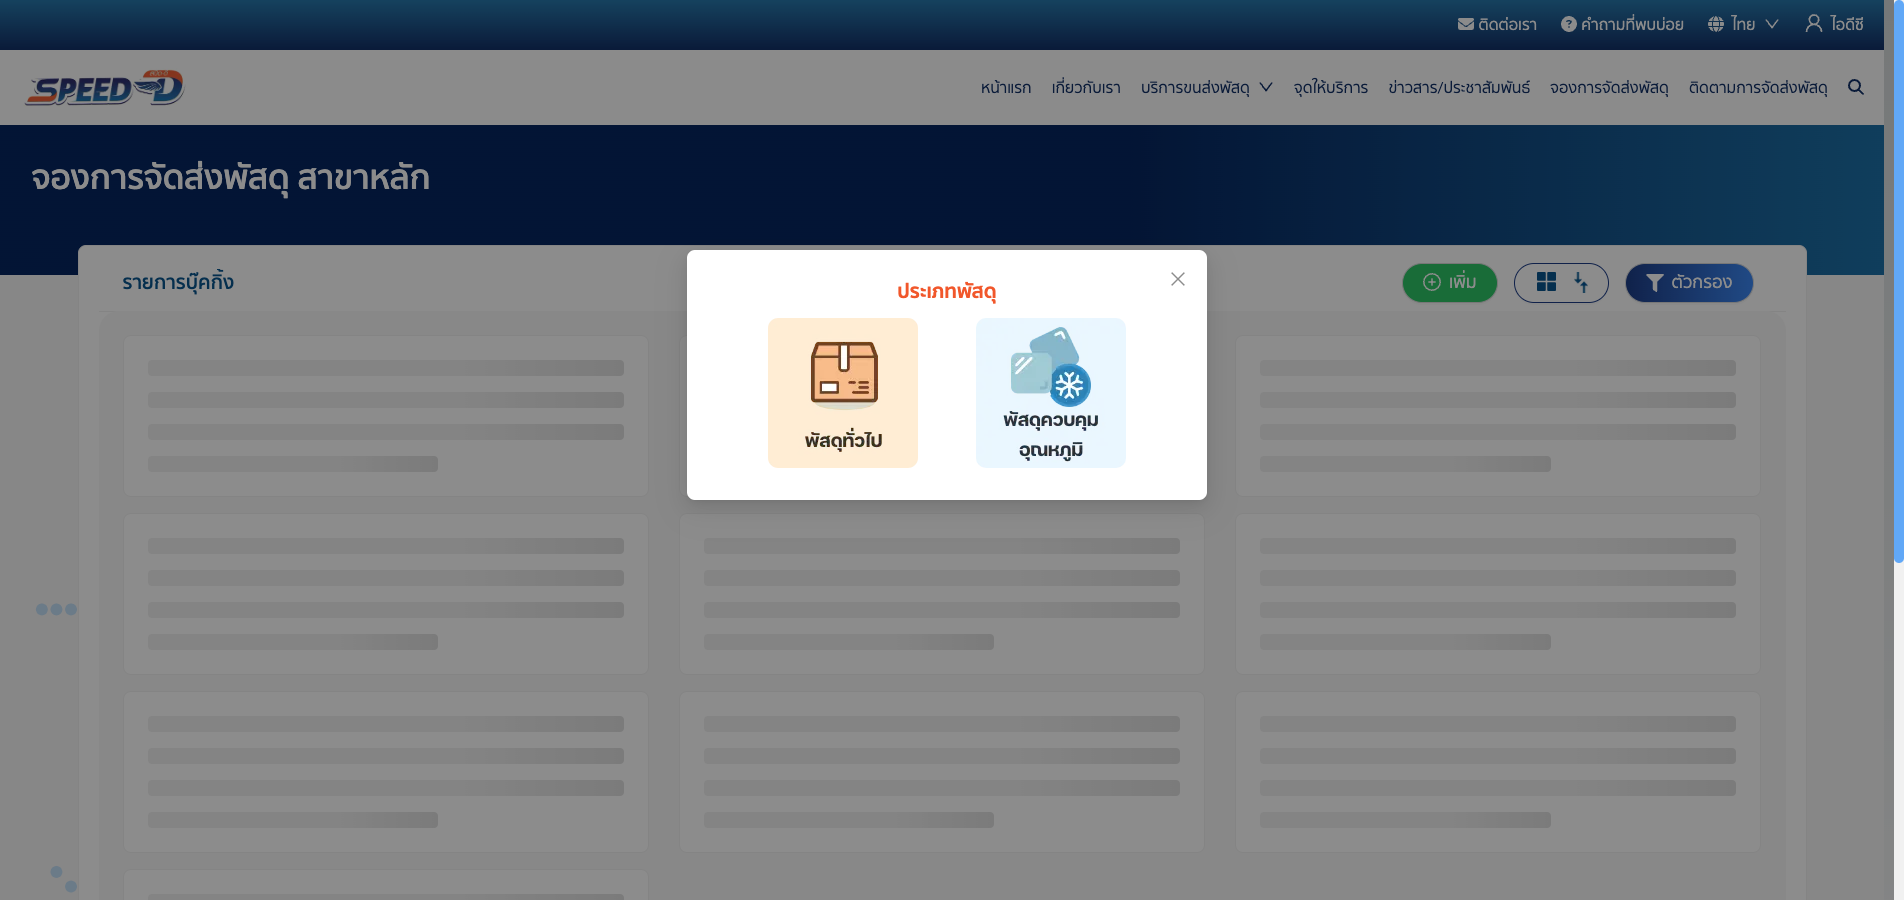 ติดต่อเรา
คำถามที่พบบ่อย
ไทย
ไอดีซี
SPEED-D
หน้าแรก
เกี่ยวกับเรา
บริการขนส่งพัสดุ
จุดให้บริการ
ข่าวสาร/ประชาสัมพันธ์
จองการจัดส่งพัสดุ
ติดตามการจัดส่งพัสดุ
จองการจัดส่งพัสดุ สาขาหลัก
รายการบุ๊คกิ้ง
เพิ่ม
ตัวกรอง
ประเภทพัสดุ
พัสดุทั่วไป
พัสดุควบคุม
อุณหภูมิ